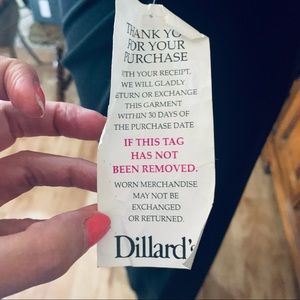 THANK YO
FOR YOUR
PURCHASE
ITH YOUR RECEIPT,
WE WILL GLADLY
ETURN OR EXCHANGE
THIS GARMENT
WITHIN 30 DAYS OF
THE PURCHASE DATE
IF THIS TAG
HAS NOT
BEEN REMOVED.
WORN MERCHANDISE
MAY NOT BE
EXCHANGED
OR RETURNED.
Dillard's